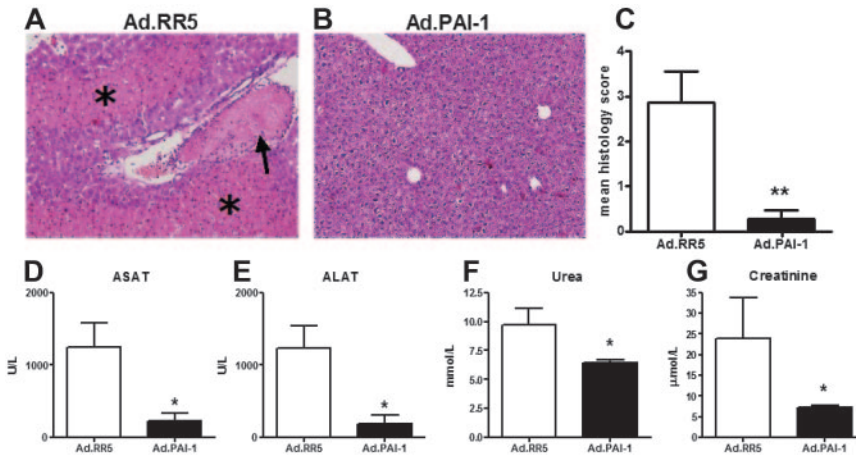 A Ad.RR5
B Ad.PAI-1
*
*
C
mean histology score
4
3
2
1
0
**
Ad.RR5 Ad.PAI-1
D ASAT
U/L
2000
1000
0
*
Ad.RR5 Ad.PAI-1
E ALAT
U/L
2000
1000
0
*
Ad.RR5 Ad.PAI-1
F Urea
mmol/L
12.5
10.0
7.5
5.0
2.5
0.0
*
Ad.RR5 Ad.PAI-1
G Creatinine
µmol/L
35
30
25
20
15
10
5
0
*
Ad.RR5 Ad.PAI-1